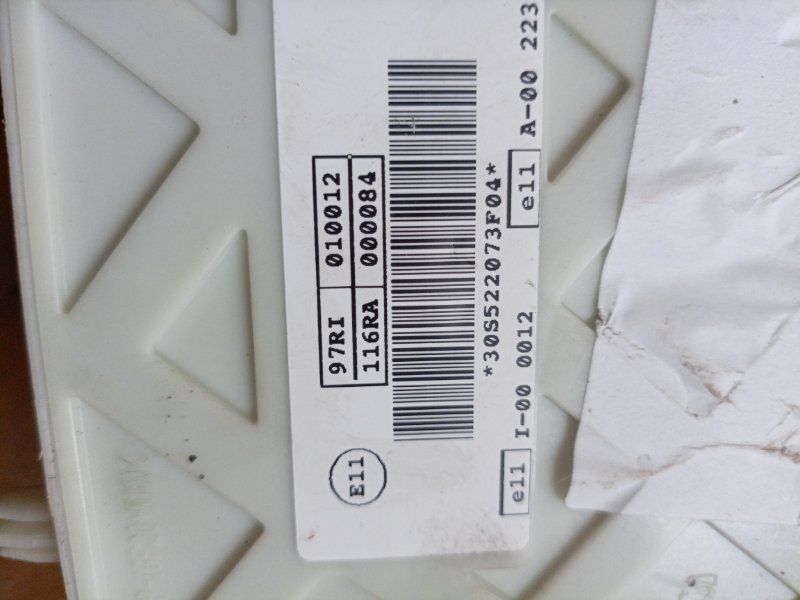 E11
97RI 010012
116RA 000084
*30S522073F04*
e11 I-00 0012 e11 A-00 223